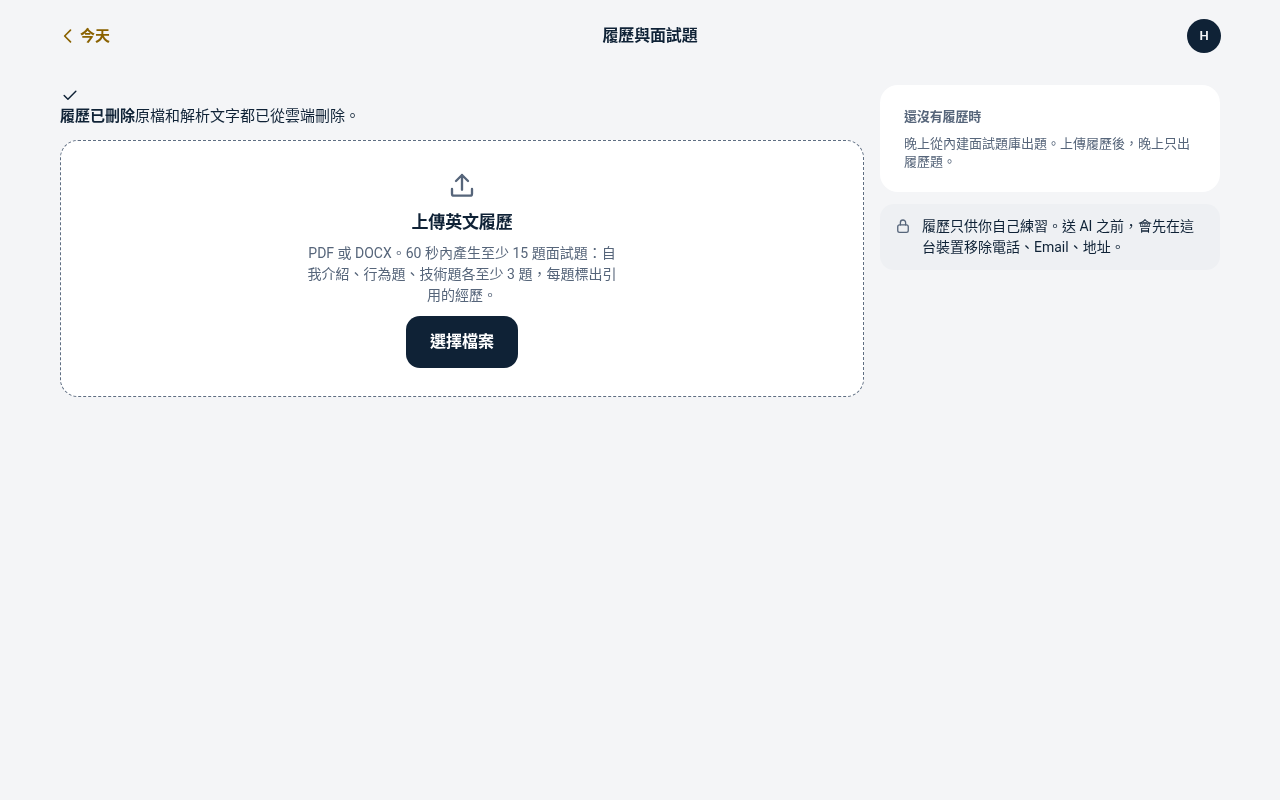 今天
履歷與面試題
H
履歷已刪除原檔和解析文字都已從雲端刪除。
上傳英文履歷
PDF 或 DOCX。60 秒內產生至少 15 題面試題：自
我介紹、行為題、技術題各至少 3 題，每題標出引
用的經歷。
選擇檔案
還沒有履歷時
晚上從內建面試題庫出題。上傳履歷後，晚上只出
履歷題。
履歷只供你自己練習。送 AI 之前，會先在這
台裝置移除電話、Email、地址。